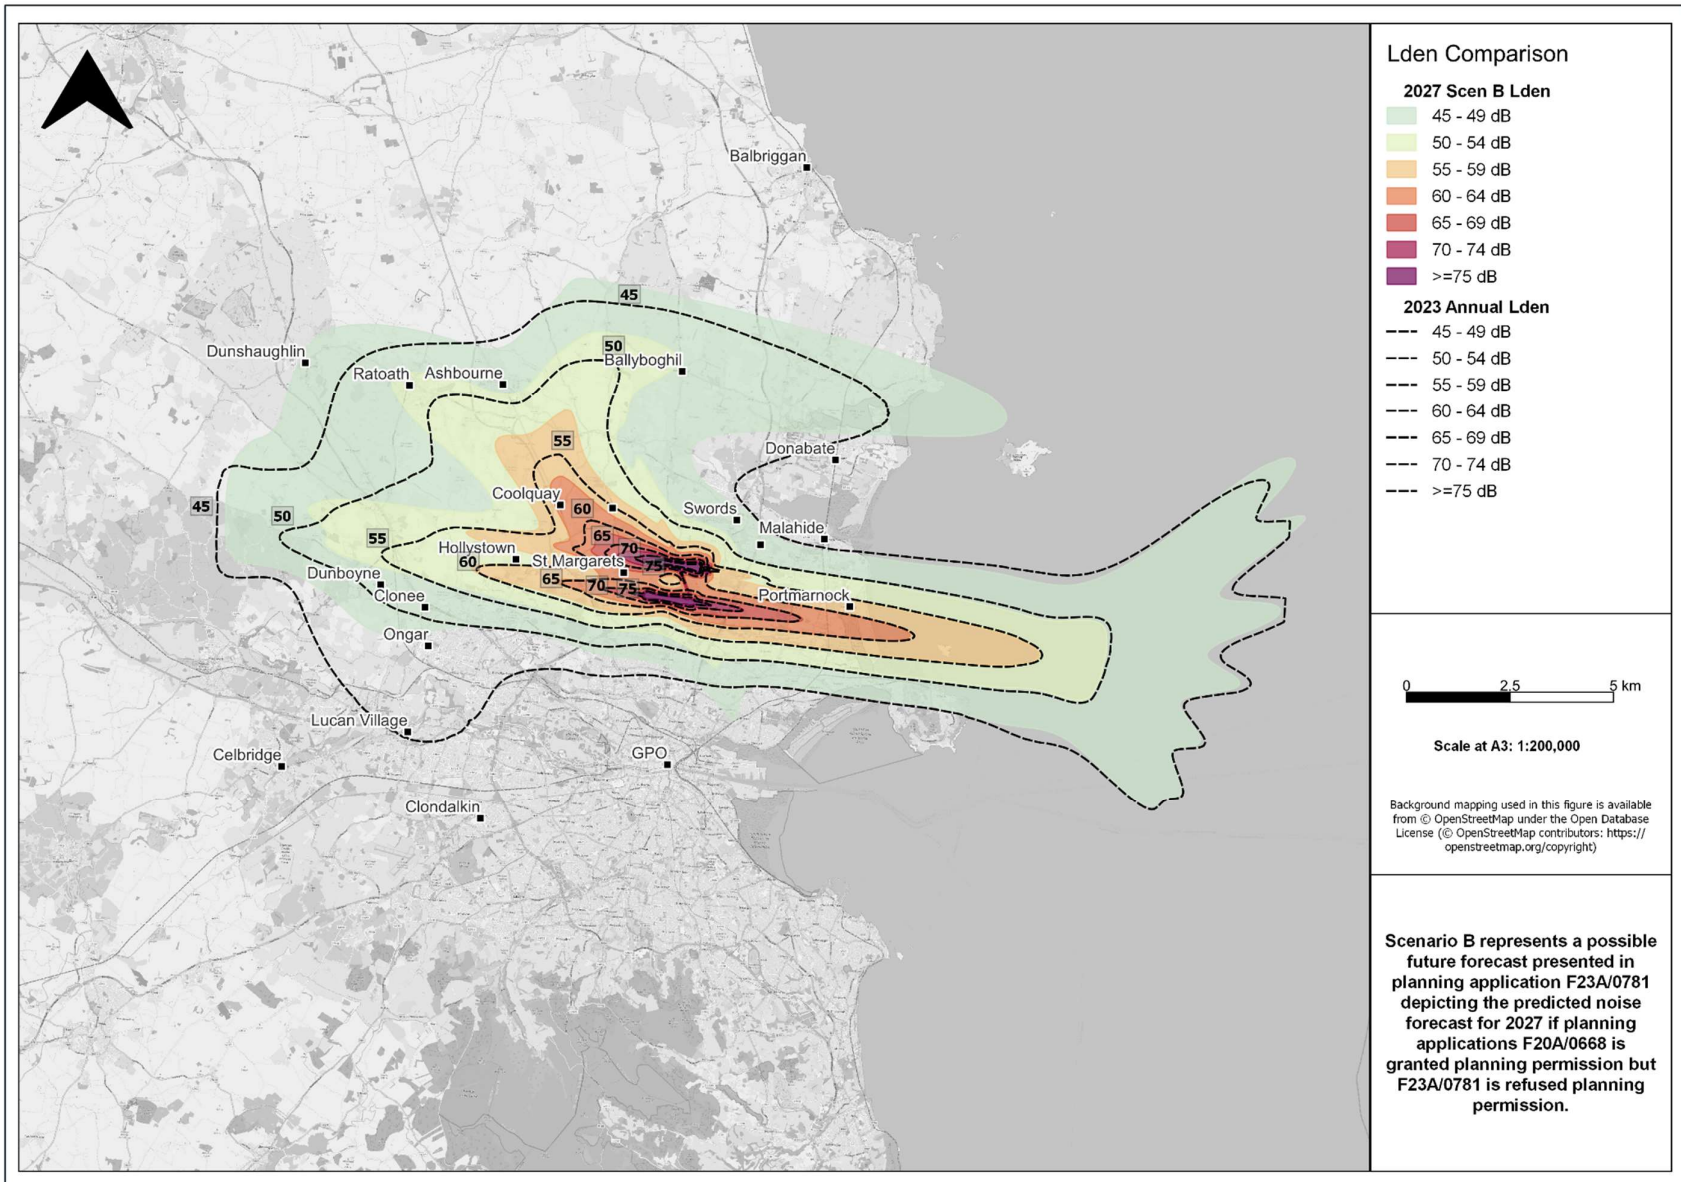 Balbriggan
45
50
Dunshaughlin
Ballyboghil
Ratoath
Ashbourne
55
Donabate
45
Coolquay
60
Swords
50
Malahide
65
55
Hollystown
70
60
St Margarets
75
Dunboyne
65
70
75
Clonee
Portmarnock
Ongar
Lucan Village
Celbridge
GPO
Clondalkin
Lden Comparison
2027 Scen B Lden
45 - 49 dB
50 - 54 dB
55 - 59 dB
60 - 64 dB
65 - 69 dB
70 - 74 dB
>=75 dB
2023 Annual Lden
45 - 49 dB
50 - 54 dB
55 - 59 dB
60 - 64 dB
65 - 69 dB
70 - 74 dB
>=75 dB
0 2.5 5 km
Scale at A3: 1:200,000
Background mapping used in this figure is available
from © OpenStreetMap under the Open Database
License (© OpenStreetMap contributors: https://
openstreetmap.org/copyright)
Scenario B represents a possible
future forecast presented in
planning application F23A/0781
depicting the predicted noise
forecast for 2027 if planning
applications F20A/0668 is
granted planning permission but
F23A/0781 is refused planning
permission.